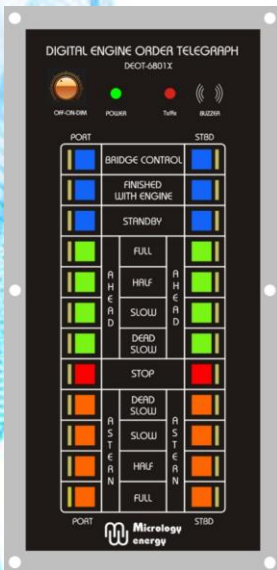 DIGITAL ENGINE ORDER TELEGRAPH
DEOT-6801X
OFF-ON-DIM POWER Tx/Rx BUZZER
PORT STBD
BRIDGE CONTROL
FINISHED
WITH ENGINE
STANDBY
AHEAD
FULL
HALF
SLOW
DEAD
SLOW
AHEAD
STOP
ASTERN
DEAD
SLOW
SLOW
HALF
FULL
ASTERN
PORT STBD
Micrology
energy